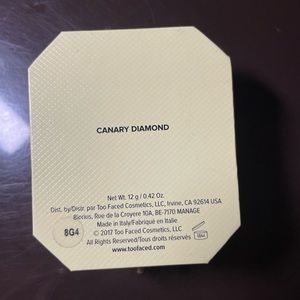 CANARY DIAMOND
Net Wt. 12 g / 0.42 Oz.
Dist. by/Distr. par Too Faced Cosmetics, LLC, Irvine, CA 92614 USA
Biorius, Rue de la Croyere 10A, BE-7170 MANAGE
Made in Italy/Fabriqué en Italie
© 2017 Too Faced Cosmetics, LLC
All Rights Reserved/Tous droits réservés
www.toofaced.com
8G4